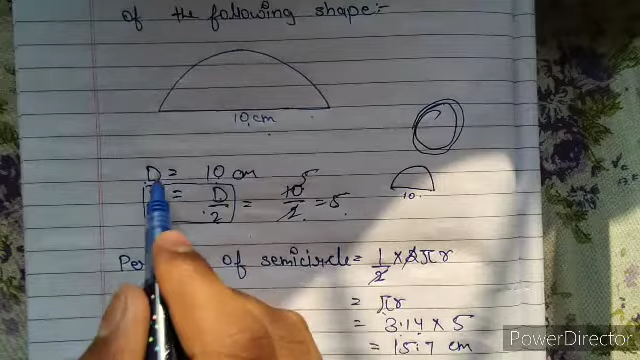 of the following shape:-
10 cm
D = 10 cm
= D/2 = 10/2 5 = 5
10
of semicircle = 1/2 × 2πr
= πr
= 3.14 × 5
= 15.7 cm
PowerDirector